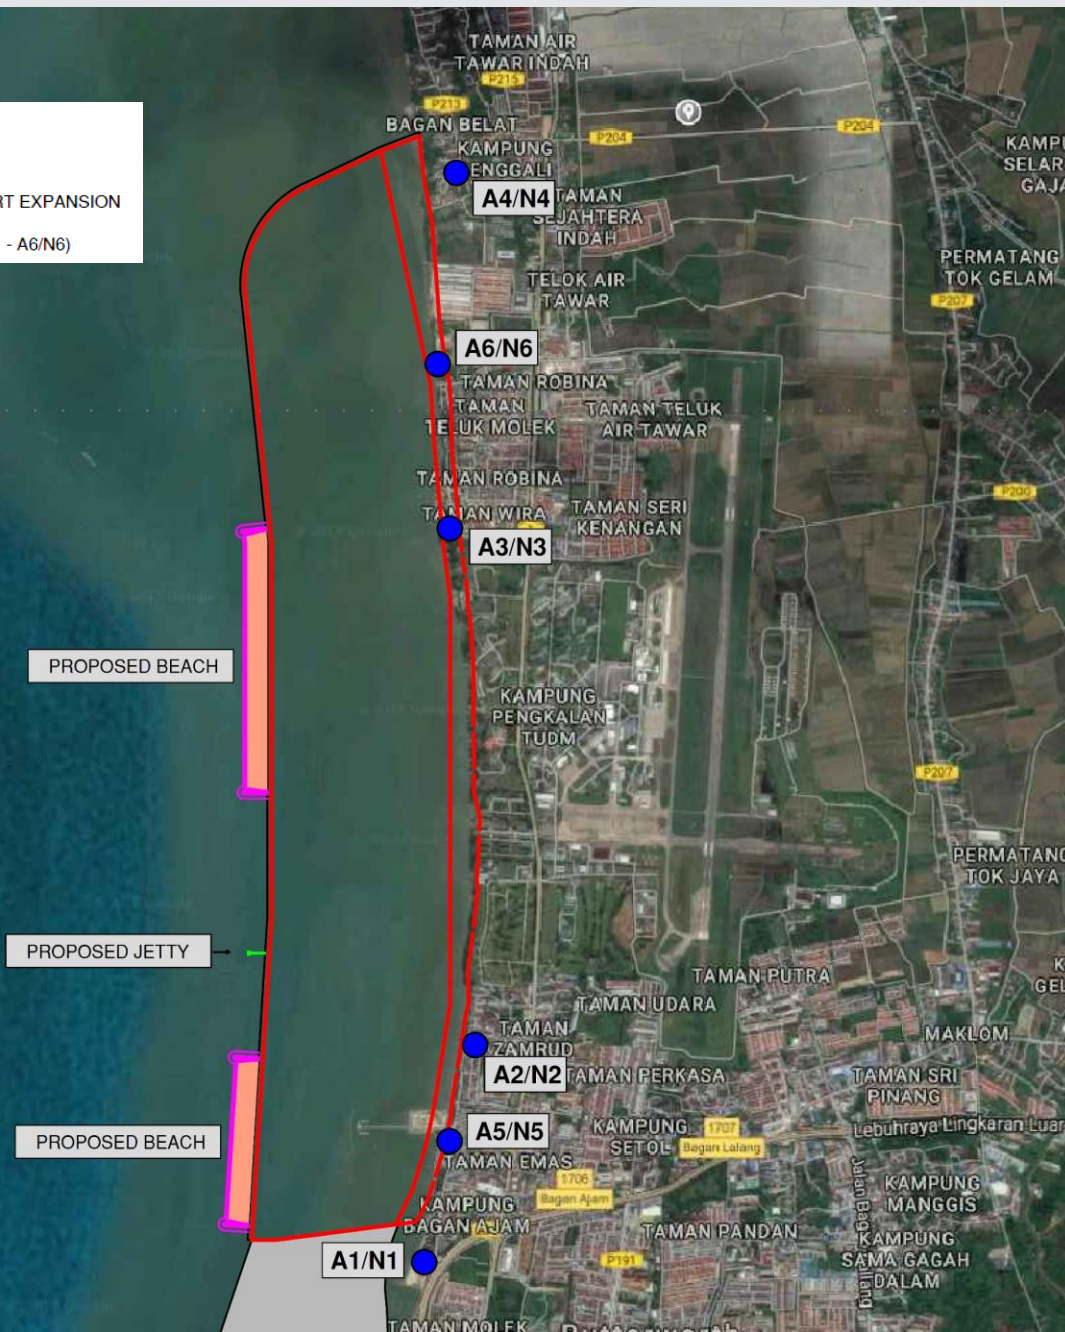 TAMAN AIR
TAWAR INDAH
P215
P213
BAGAN BELAT
P204
P204
RT EXPANSION
- A6/N6)
KAMPUNG
ENGGALI
A4/N4
TAMAN
SEJAHTERA
INDAH
KAMPU
SELAR
GAJA
PERMATANG
TOK GELAM
P207
TELOK AIR
TAWAR
A6/N6
TAMAN ROBINA
TAMAN
TELUK MOLEK
TAMAN TELUK
AIR TAWAR
TAMAN ROBINA
P200
TAMAN WIRA
TAMAN SERI
KENANGAN
A3/N3
PROPOSED BEACH
KAMPUNG
PENGKALAN
TUDM
P207
PERMATANG
TOK JAYA
PROPOSED JETTY
TAMAN PUTRA
K
GEL
TAMAN UDARA
TAMAN
ZAMRUD
MAKLOM
A2/N2
TAMAN PERKASA
TAMAN SRI
PINANG
PROPOSED BEACH
A5/N5
KAMPUNG
SETOL
1707
Bagan Lalang
Lebuhraya Lingkaran Luar
TAMAN EMAS
1706
Bagan Ajam
KAMPUNG
MANGGIS
KAMPUNG
BAGAN AJAM
TAMAN PANDAN
KAMPUNG
SAMA GAGAH
DALAM
A1/N1
P191
TAMAN MOLEK